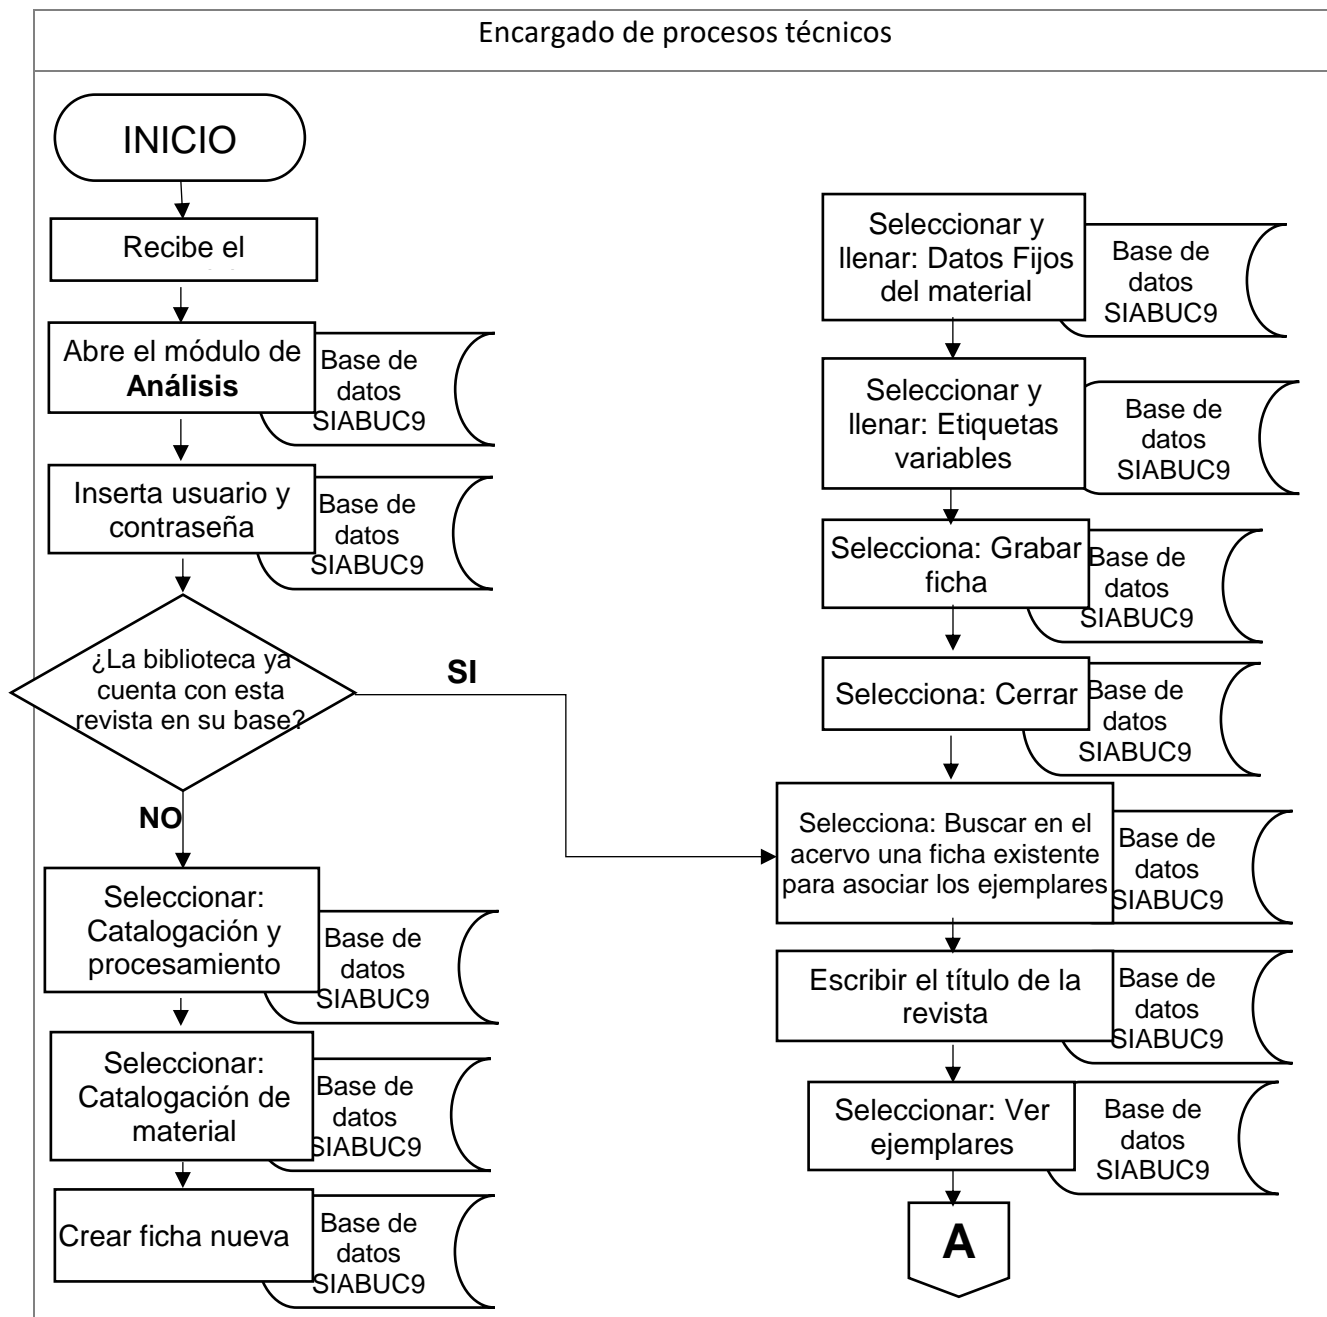 Encargado de procesos técnicos
INICIO
Recibe el
Abre el módulo de
Análisis
Base de
datos
SIABUC9
Inserta usuario y
contraseña
Base de
datos
SIABUC9
¿La biblioteca ya
cuenta con esta
revista en su base?
SI
NO
Seleccionar:
Catalogación y
procesamiento
Base de
datos
SIABUC9
Seleccionar:
Catalogación de
material
Base de
datos
SIABUC9
Crear ficha nueva
Base de
datos
SIABUC9
Seleccionar y
llenar: Datos Fijos
del material
Base de
datos
SIABUC9
Seleccionar y
llenar: Etiquetas
variables
Base de
datos
SIABUC9
Selecciona: Grabar
ficha
Base de
datos
SIABUC9
Selecciona: Cerrar
Base de
datos
SIABUC9
Selecciona: Buscar en el
acervo una ficha existente
para asociar los ejemplares
Base de
datos
SIABUC9
Escribir el título de la
revista
Base de
datos
SIABUC9
Seleccionar: Ver
ejemplares
Base de
datos
SIABUC9
A